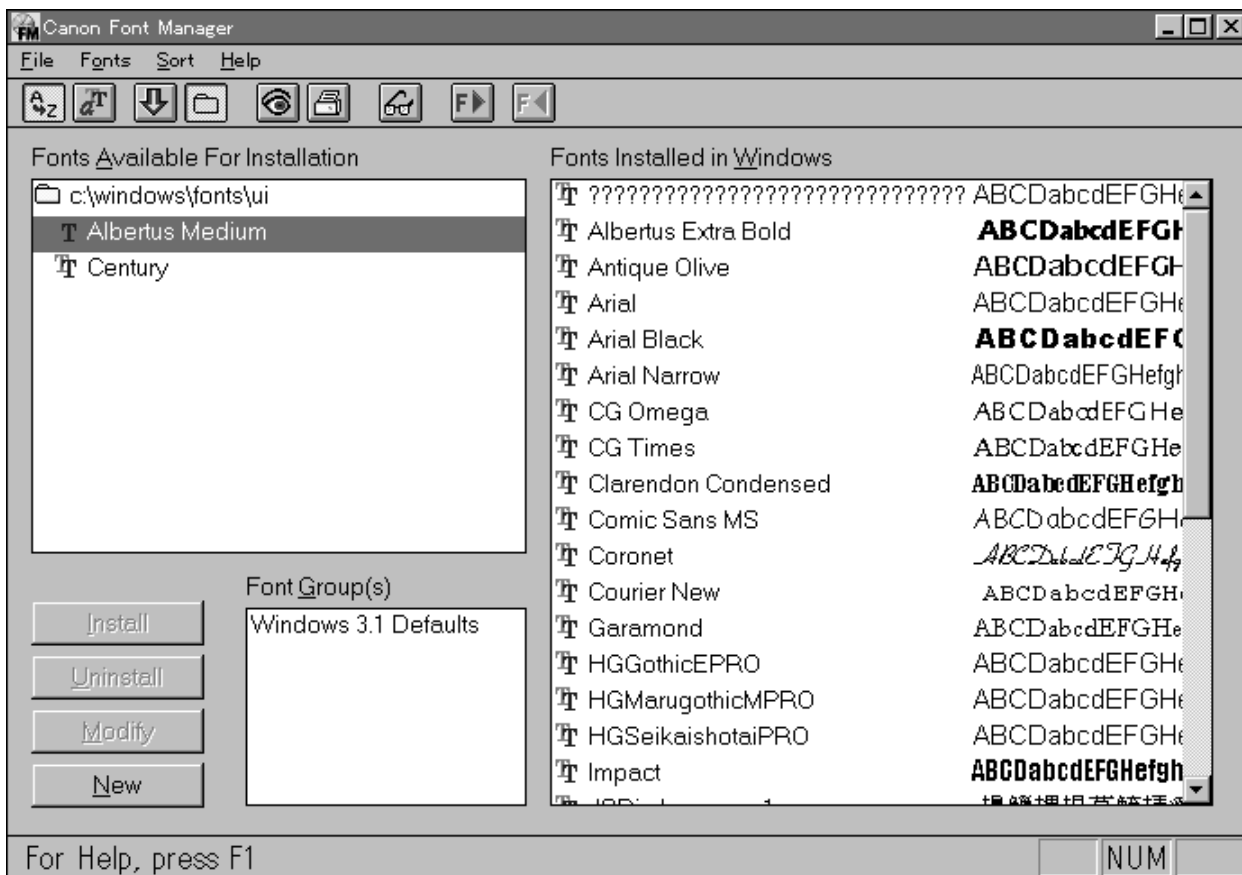 Canon Font Manager
File Fonts Sort Help
Fonts Available For Installation
c:\windows\fonts\ui
Albertus Medium
Century
Install
Uninstall
Modify
New
Font Group(s)
Windows 3.1 Defaults
Fonts Installed in Windows
?????????????????????????????? ABCDabcdEFGH
Albertus Extra Bold ABCDabcdEFG
Antique Olive ABCDabcdEFG
Arial ABCDabcdEFGH
Arial Black ABCDabcdEF
Arial Narrow ABCDabcdEFGHefgh
CG Omega ABCDabcdEFGHe
CG Times ABCDabcdEFGHe
Clarendon Condensed ABCDabcdEFGHefgh
Comic Sans MS ABCDabcdEFGH
Coronet ABCDabcdEFGHefg
Courier New ABCDabcdEFGH
Garamond ABCDabcdEFGHe
HGGothicEPRO ABCDabcdEFGH
HGMarugothicMPRO ABCDabcdEFGH
HGSeikaishotaiPRO ABCDabcdEFGH
Impact ABCDabcdEFGHefgh
For Help, press F1
NUM